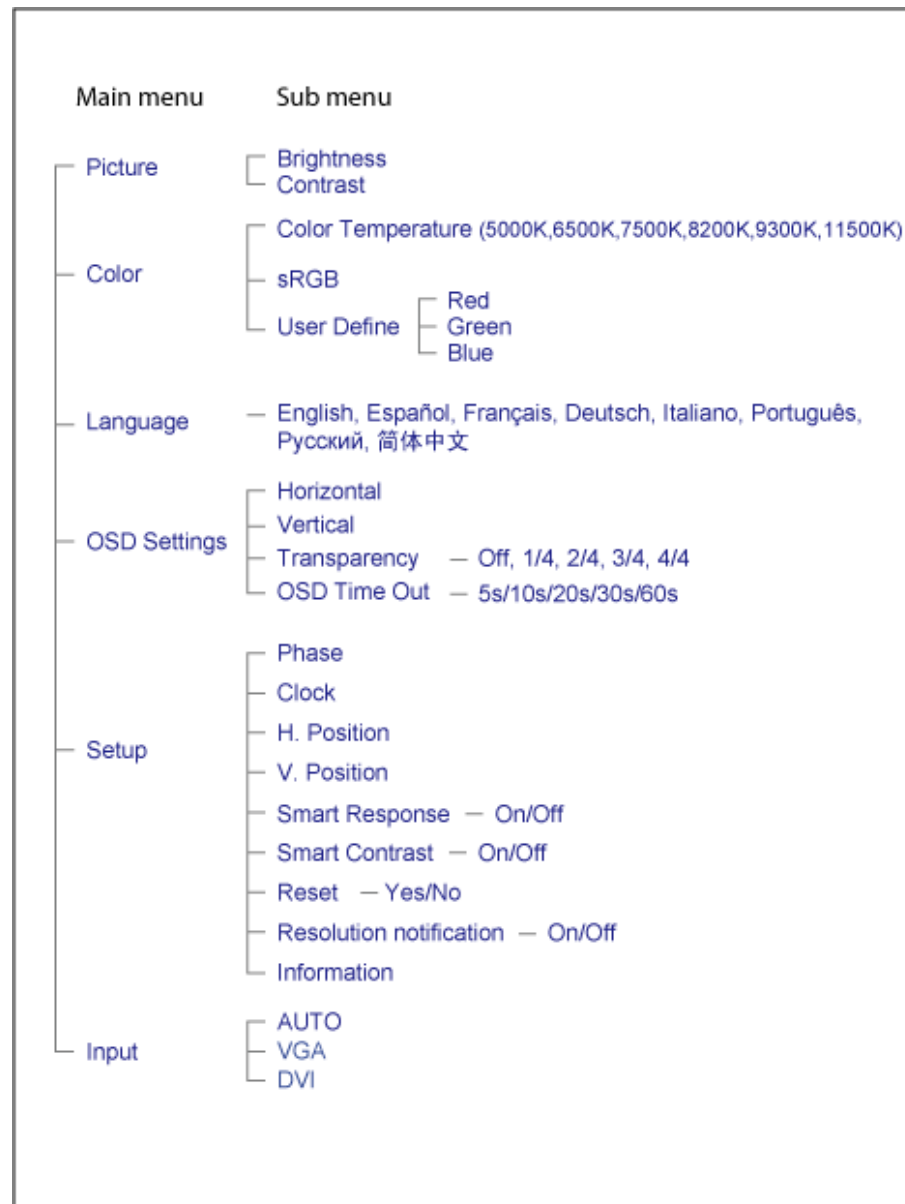 Main menu Sub menu
Picture Brightness
Contrast
Color Temperature (5000K,6500K,7500K,8200K,9300K,11500K)
Color sRGB
Red
User Define Green
Blue
Language — English, Español, Français, Deutsch, Italiano, Português,
Русский, 简体中文
Horizontal
Vertical
OSD Settings Transparency — Off, 1/4, 2/4, 3/4, 4/4
OSD Time Out — 5s/10s/20s/30s/60s
Phase
Clock
H. Position
Setup
V. Position
Smart Response — On/Off
Smart Contrast — On/Off
Reset — Yes/No
Resolution notification — On/Off
Information
AUTO
Input VGA
DVI